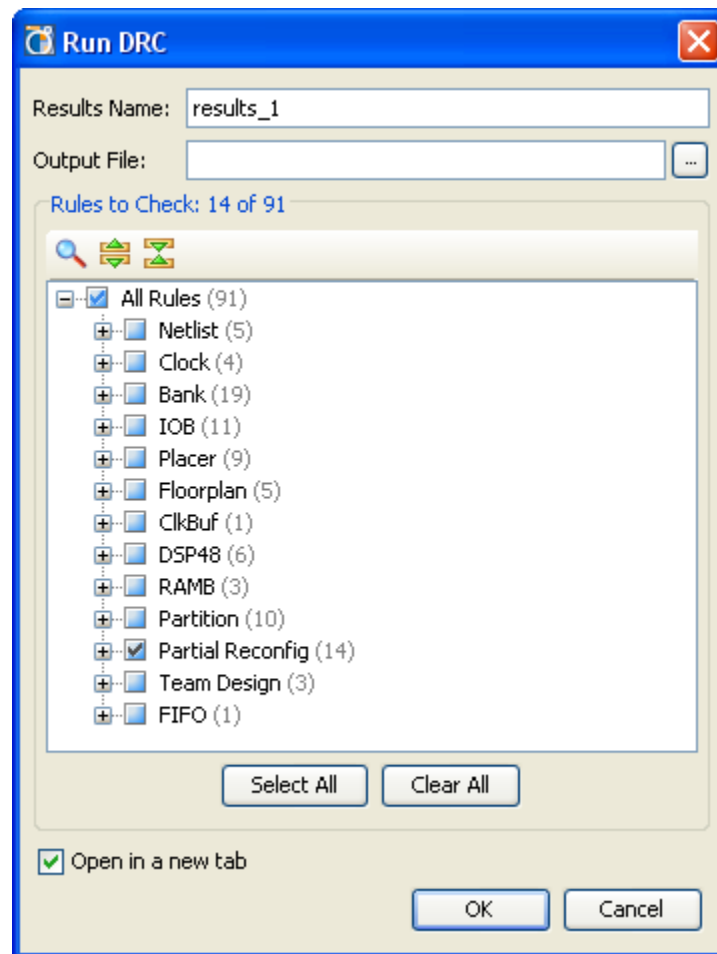 Run DRC
Results Name: results_1
Output File: ...
Rules to Check: 14 of 91
All Rules (91)
Netlist (5)
Clock (4)
Bank (19)
IOB (11)
Placer (9)
Floorplan (5)
ClkBuf (1)
DSP48 (6)
RAMB (3)
Partition (10)
Partial Reconfig (14)
Team Design (3)
FIFO (1)
Select All Clear All
Open in a new tab
OK Cancel